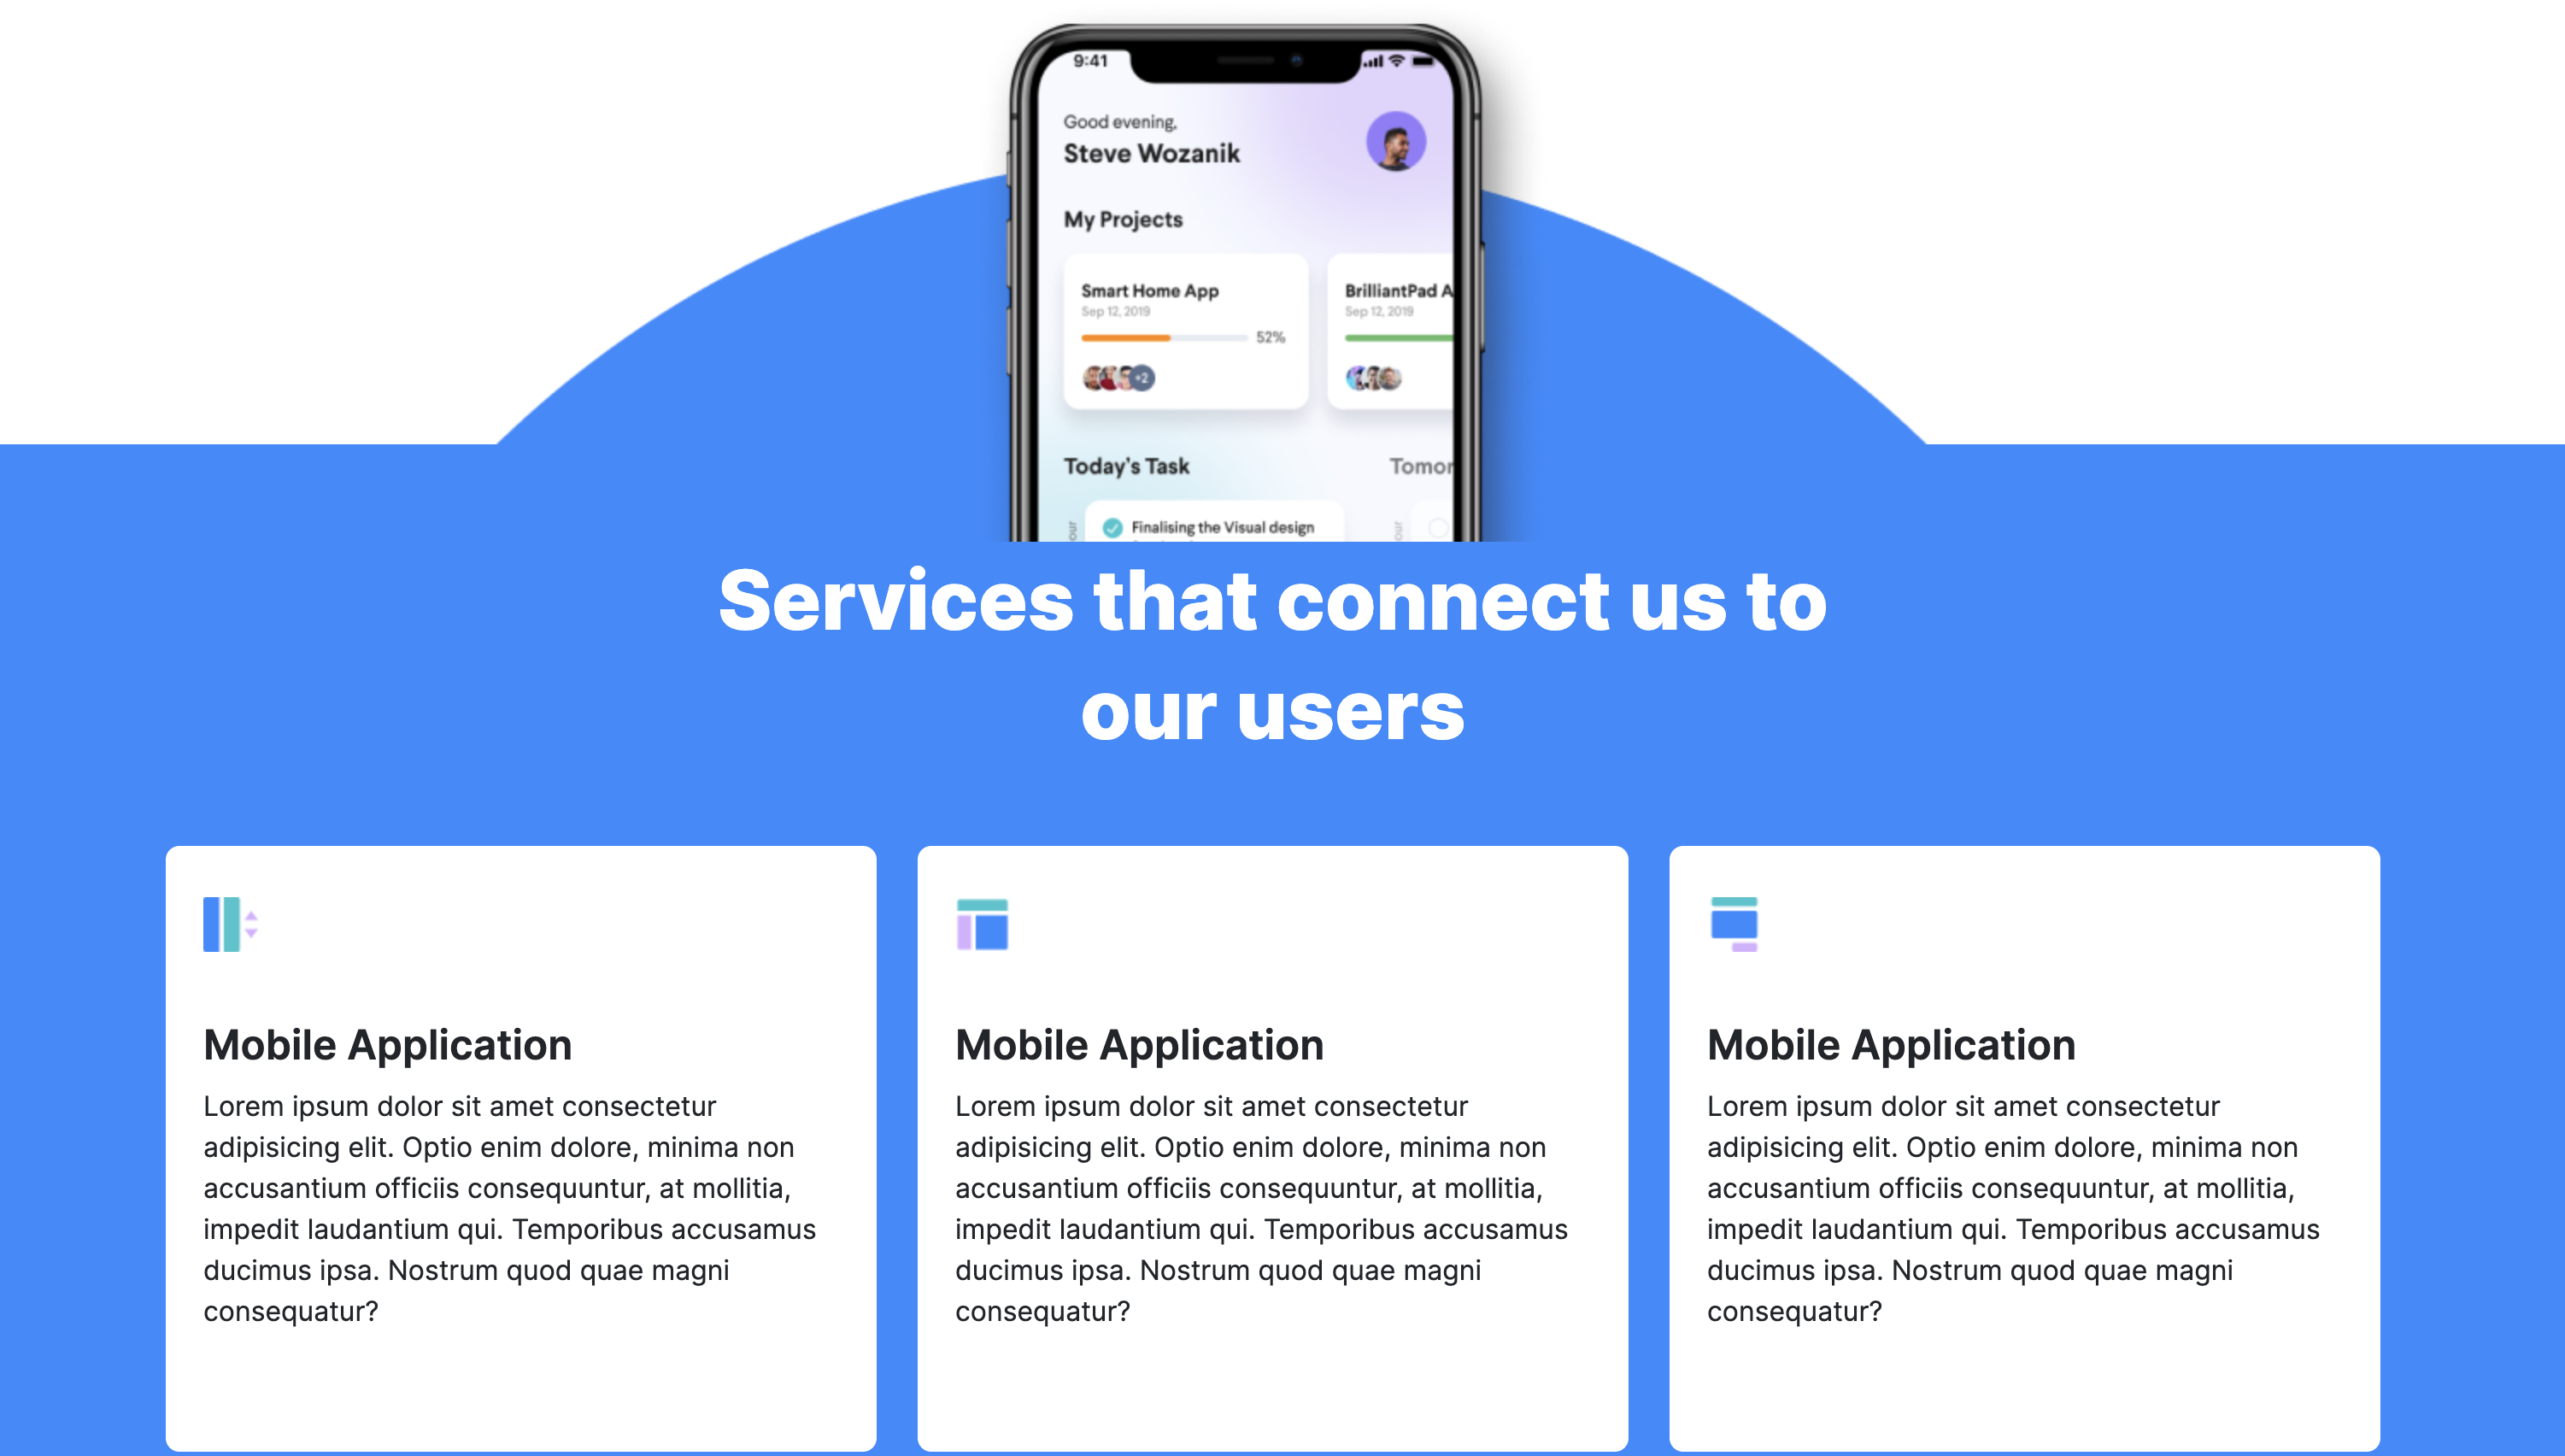 9:41
Good evening,
Steve Wozanik
My Projects
Smart Home App
Sep 12, 2019
52%
+2
BrilliantPad A
Sep 12, 2019
Today's Task
Tomor
our
Finalising the Visual design
our
Services that connect us to
our users
Mobile Application
Lorem ipsum dolor sit amet consectetur
adipisicing elit. Optio enim dolore, minima non
accusantium officiis consequuntur, at mollitia,
impedit laudantium qui. Temporibus accusamus
ducimus ipsa. Nostrum quod quae magni
consequatur?
Mobile Application
Lorem ipsum dolor sit amet consectetur
adipisicing elit. Optio enim dolore, minima non
accusantium officiis consequuntur, at mollitia,
impedit laudantium qui. Temporibus accusamus
ducimus ipsa. Nostrum quod quae magni
consequatur?
Mobile Application
Lorem ipsum dolor sit amet consectetur
adipisicing elit. Optio enim dolore, minima non
accusantium officiis consequuntur, at mollitia,
impedit laudantium qui. Temporibus accusamus
ducimus ipsa. Nostrum quod quae magni
consequatur?